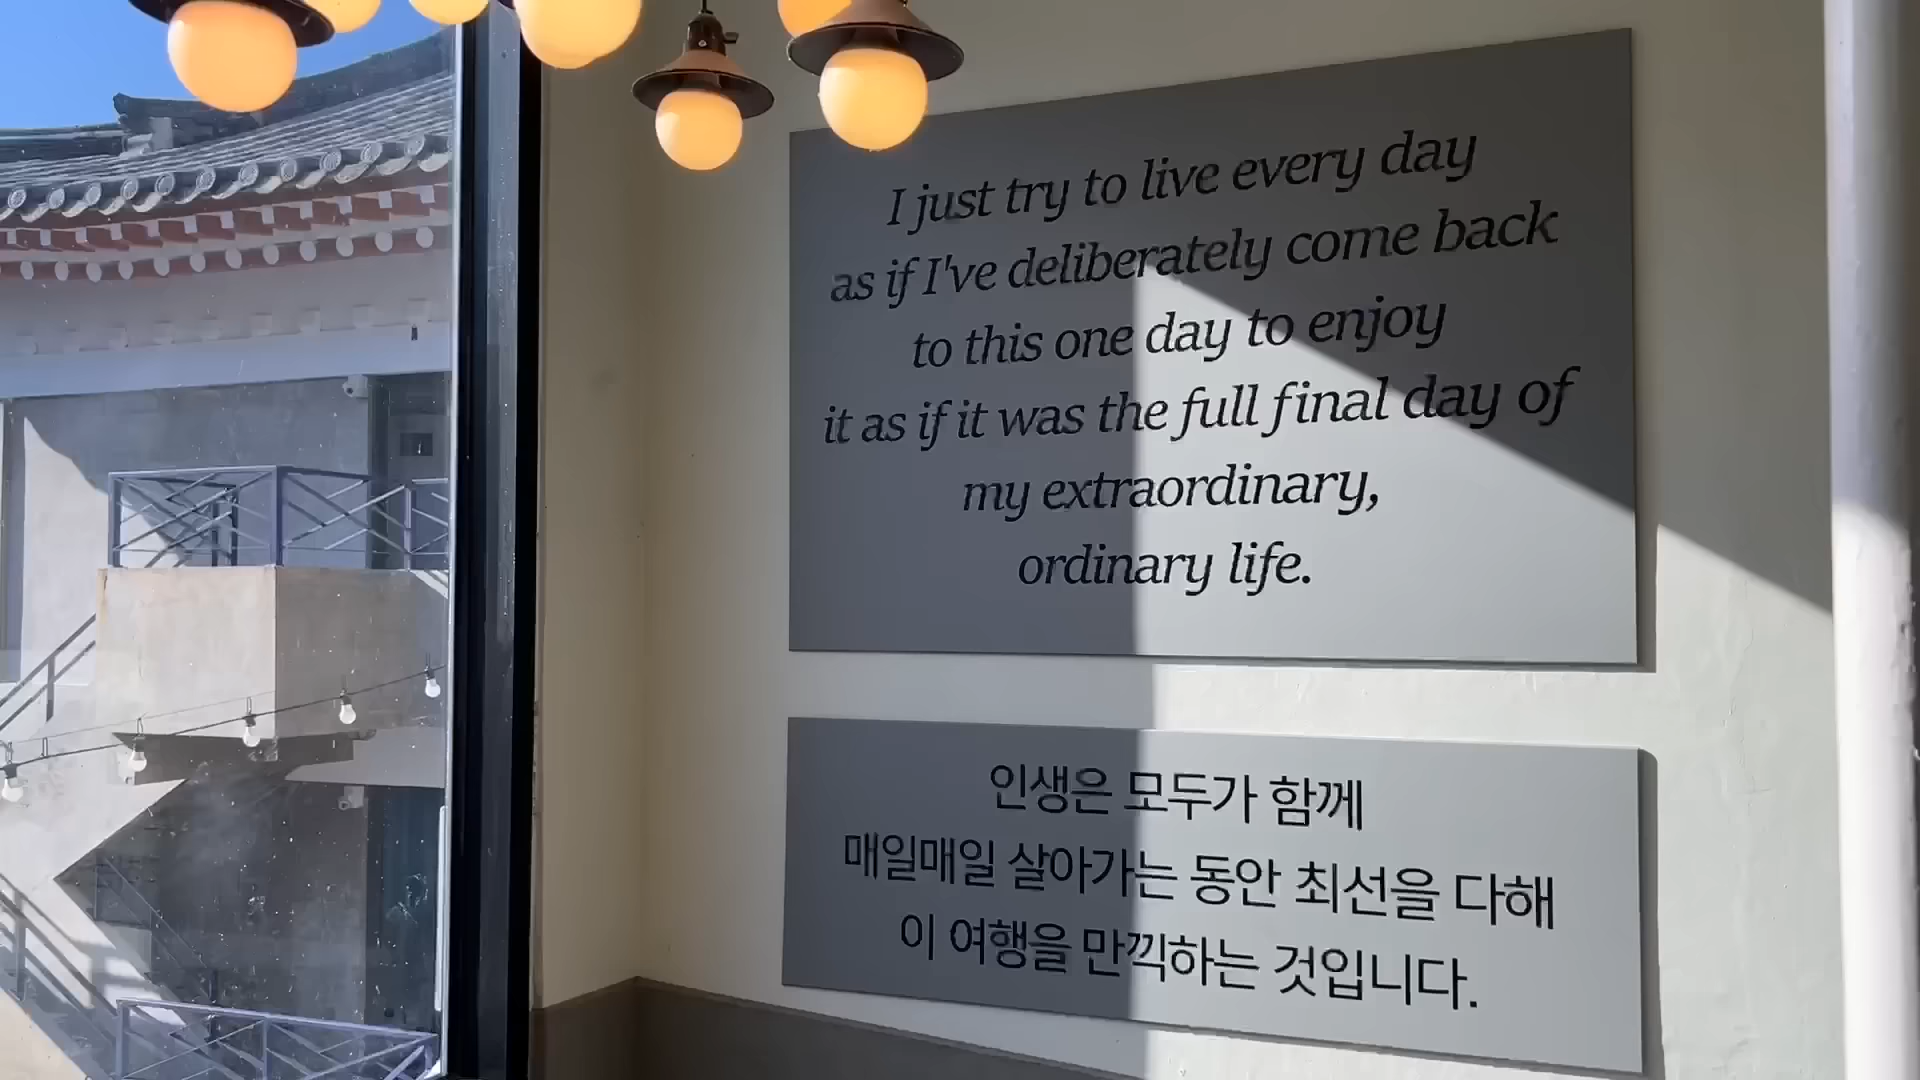 I just try to live every day
as if I've deliberately come back
to this one day to enjoy
it as if it was the full final day of
my extraordinary,
ordinary life.
인생은 모두가 함께
매일매일 살아가는 동안 최선을 다해
이 여행을 만끽하는 것입니다.